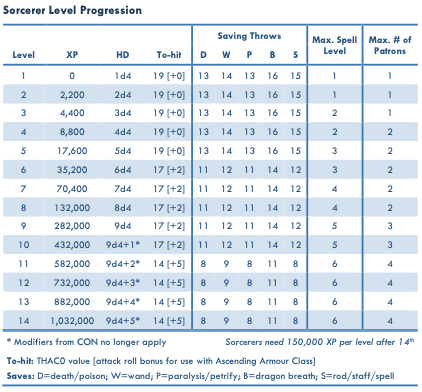 Sorcerer Level Progression
Saving Throws Max. Spell Level Max. # of Patrons
Level XP HD To-hit D W P B S
1 0 1d4 19 [+0] 13 14 13 16 15 1 1
2 2,200 2d4 19 [+0] 13 14 13 16 15 1 1
3 4,400 3d4 19 [+0] 13 14 13 16 15 2 1
4 8,800 4d4 19 [+0] 13 14 13 16 15 2 2
5 17,600 5d4 19 [+0] 13 14 13 16 15 3 2
6 35,200 6d4 17 [+2] 11 12 11 14 12 3 2
7 70,400 7d4 17 [+2] 11 12 11 14 12 4 2
8 132,000 8d4 17 [+2] 11 12 11 14 12 4 2
9 282,000 9d4 17 [+2] 11 12 11 14 12 5 3
10 432,000 9d4+1* 17 [+2] 11 12 11 14 12 5 3
11 582,000 9d4+2* 14 [+5] 8 9 8 11 8 6 4
12 732,000 9d4+3* 14 [+5] 8 9 8 11 8 6 4
13 882,000 9d4+4* 14 [+5] 8 9 8 11 8 6 4
14 1,032,000 9d4+5* 14 [+5] 8 9 8 11 8 6 4
* Modifiers from CON no longer apply Sorcerers need 150,000 XP per level after 14th
To-hit: THAC0 value [attack roll bonus for use with Ascending Armour Class]
Saves: D=death/poison; W=wand; P=paralysis/petrify; B=dragon breath; S=rod/staff/spell